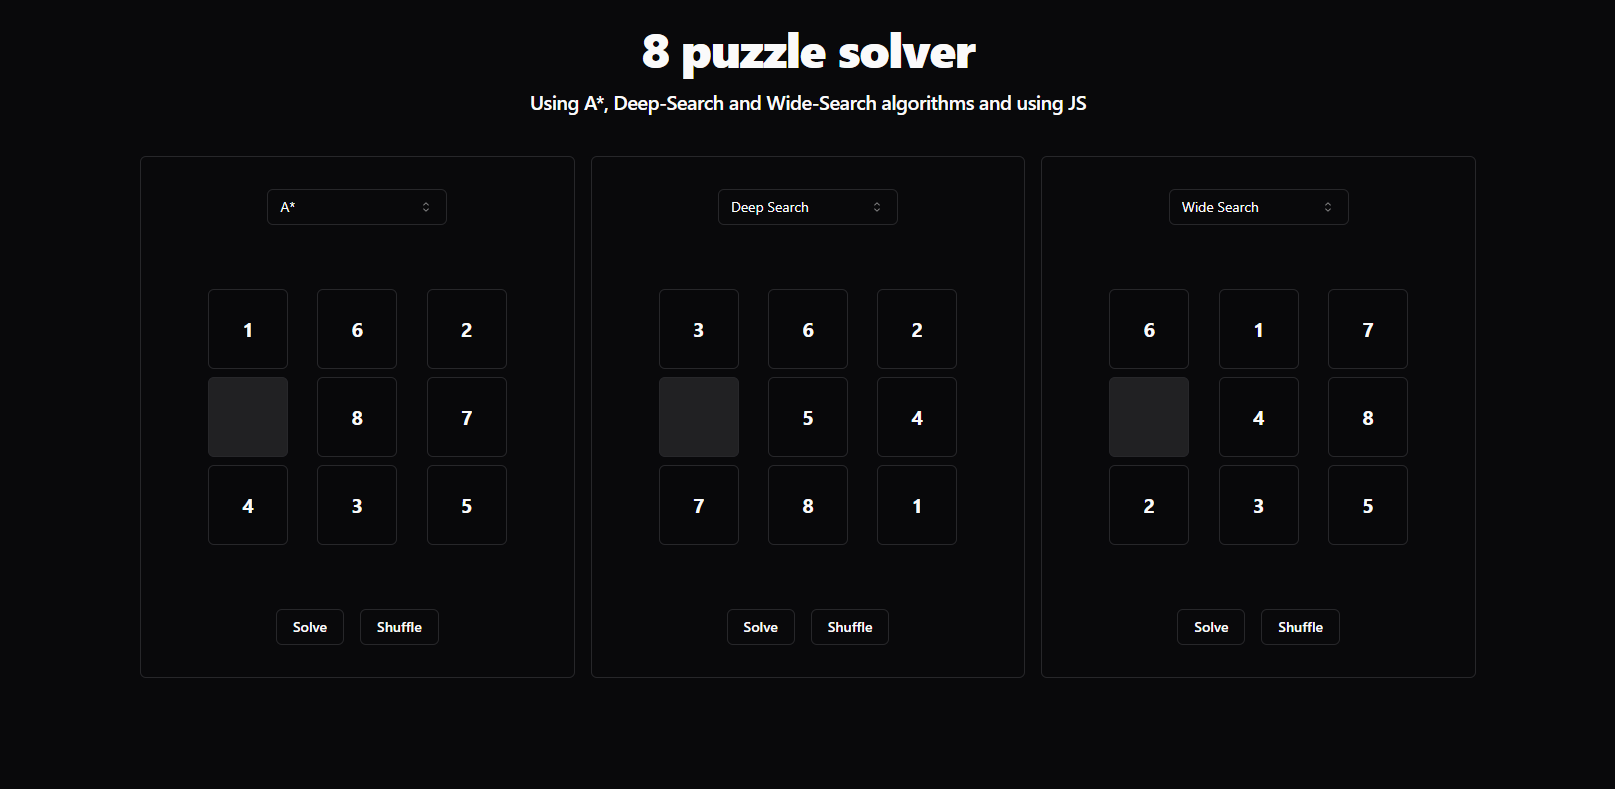 8 puzzle solver
Using A*, Deep-Search and Wide-Search algorithms and using JS
A*
1 6 2
8 7
4 3 5
Solve Shuffle
Deep Search
3 6 2
5 4
7 8 1
Solve Shuffle
Wide Search
6 1 7
4 8
2 3 5
Solve Shuffle